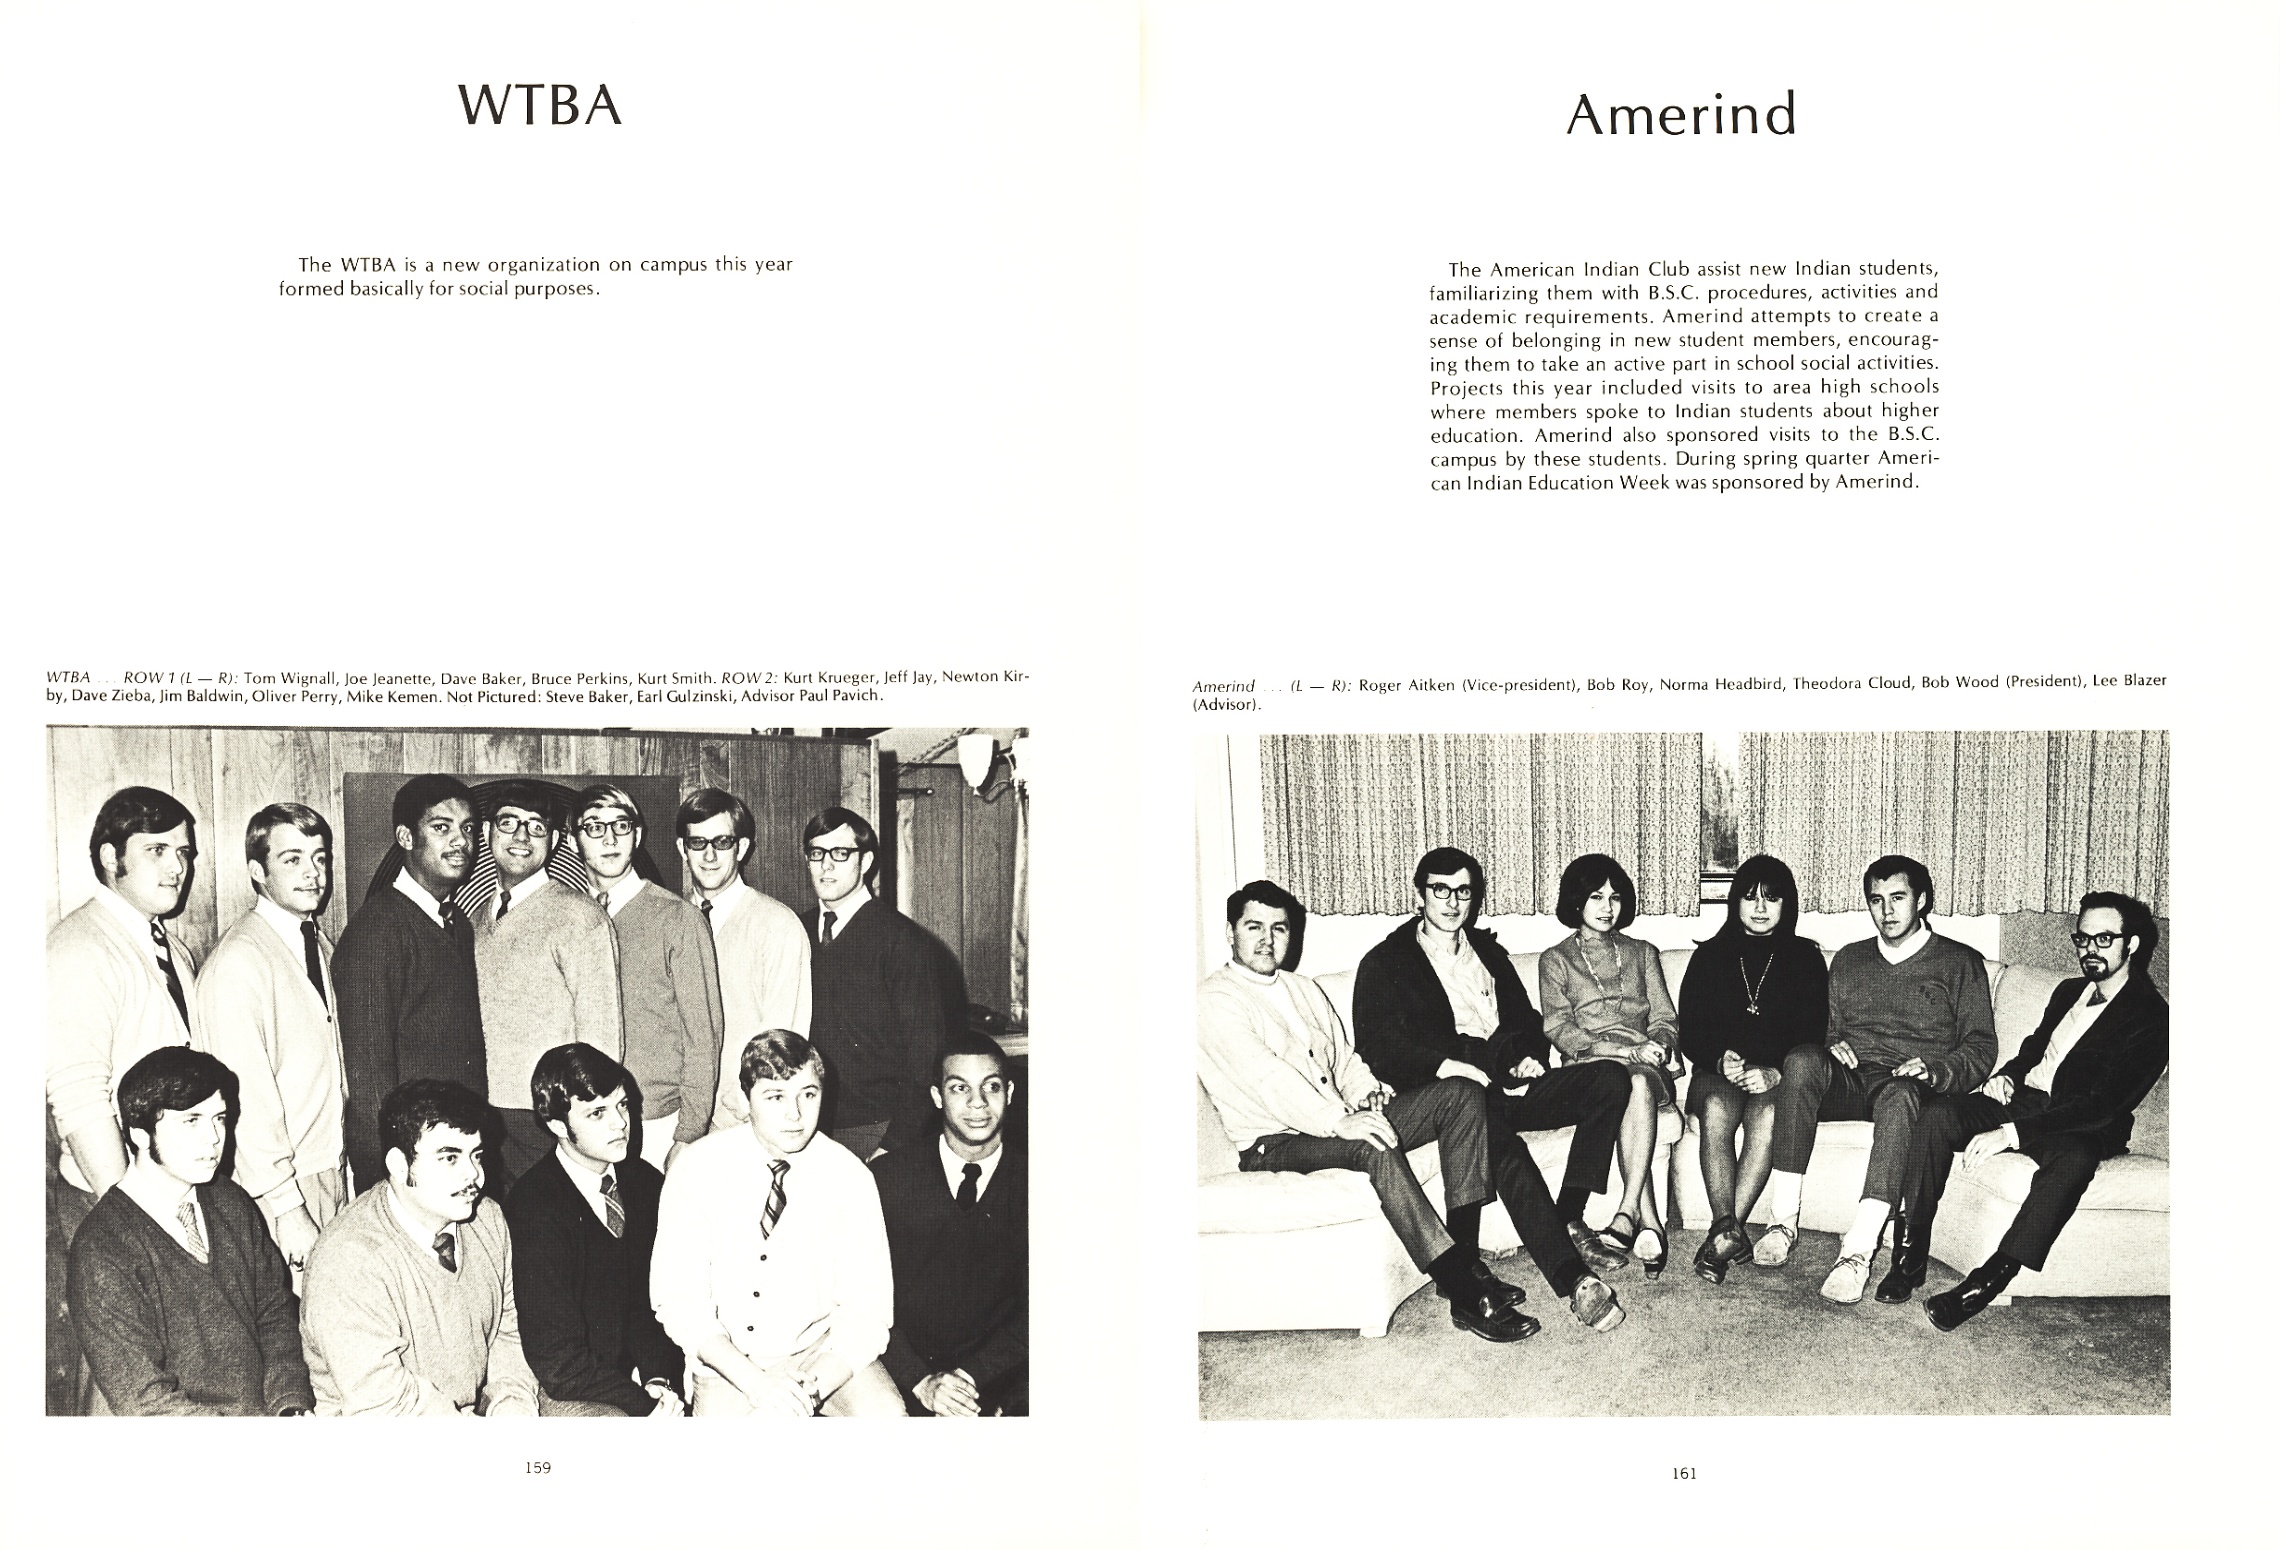 WTBA
The WTBA is a new organization on campus this year
formed basically for social purposes.
WTBA ... ROW 1 (L — R): Tom Wignall, Joe Jeanette, Dave Baker, Bruce Perkins, Kurt Smith. ROW 2: Kurt Krueger, Jeff Jay, Newton Kir-
by, Dave Zieba, Jim Baldwin, Oliver Perry, Mike Kemen. Not Pictured: Steve Baker, Earl Gulzinski, Advisor Paul Pavich.
159
Amerind
The American Indian Club assist new Indian students,
familiarizing them with B.S.C. procedures, activities and
academic requirements. Amerind attempts to create a
sense of belonging in new student members, encourag-
ing them to take an active part in school social activities.
Projects this year included visits to area high schools
where members spoke to Indian students about higher
education. Amerind also sponsored visits to the B.S.C.
campus by these students. During spring quarter Ameri-
can Indian Education Week was sponsored by Amerind.
Amerind ... (L — R): Roger Aitken (Vice-president), Bob Roy, Norma Headbird, Theodora Cloud, Bob Wood (President), Lee Blazer
(Advisor).
161